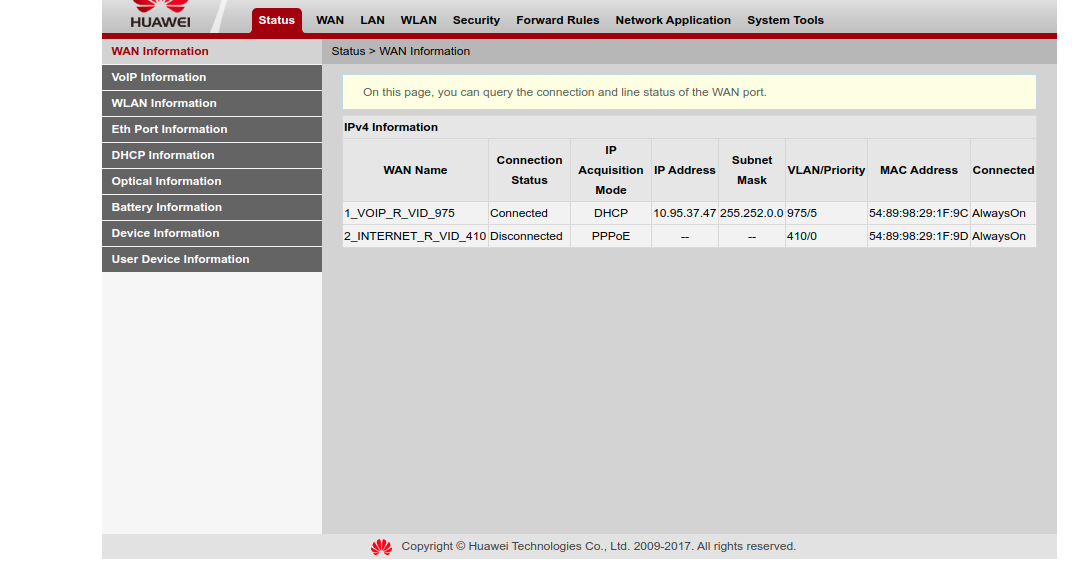 HUAWEI
Status WAN LAN WLAN Security Forward Rules Network Application System Tools
WAN Information
VoIP Information
WLAN Information
Eth Port Information
DHCP Information
Optical Information
Battery Information
Device Information
User Device Information
Status > WAN Information
On this page, you can query the connection and line status of the WAN port.
IPv4 Information
WAN Name Connection Status IP Acquisition Mode IP Address Subnet Mask VLAN/Priority MAC Address Connected
1_VOIP_R_VID_975 Connected DHCP 10.95.37.47 255.252.0.0 975/5 54:89:98:29:1F:9C AlwaysOn
2_INTERNET_R_VID_410 Disconnected PPPoE -- -- 410/0 54:89:98:29:1F:9D AlwaysOn
Copyright © Huawei Technologies Co., Ltd. 2009-2017. All rights reserved.